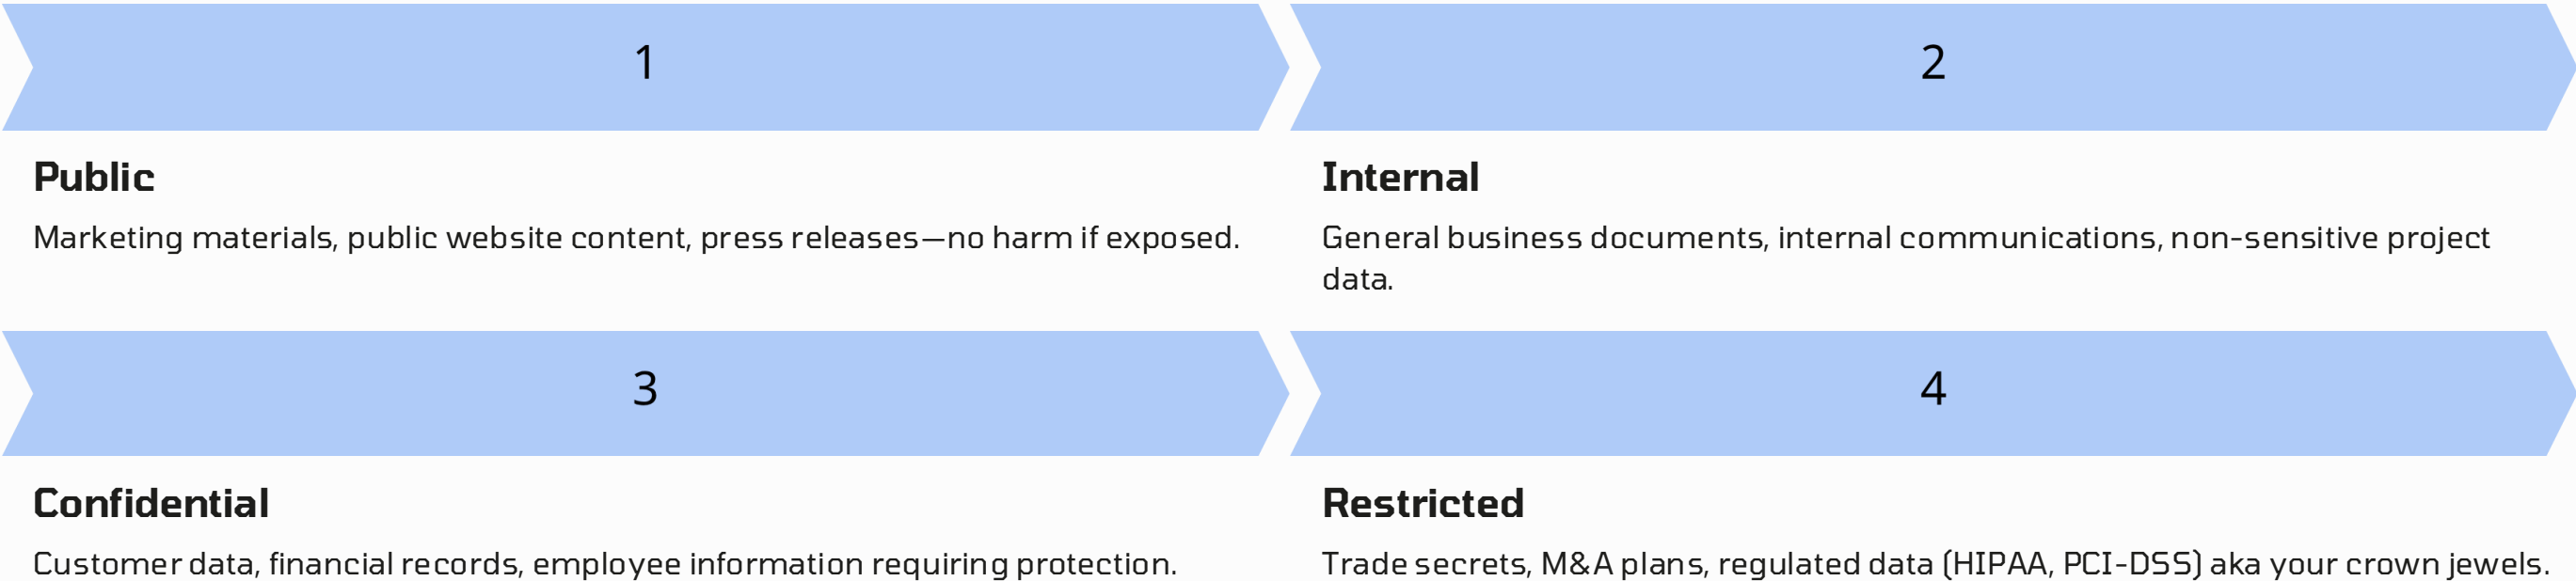 1
2
Public
Marketing materials, public website content, press releases—no harm if exposed.
Internal
General business documents, internal communications, non-sensitive project
data.
3
4
Confidential
Customer data, financial records, employee information requiring protection.
Restricted
Trade secrets, M&A plans, regulated data (HIPAA, PCI-DSS) aka your crown jewels.